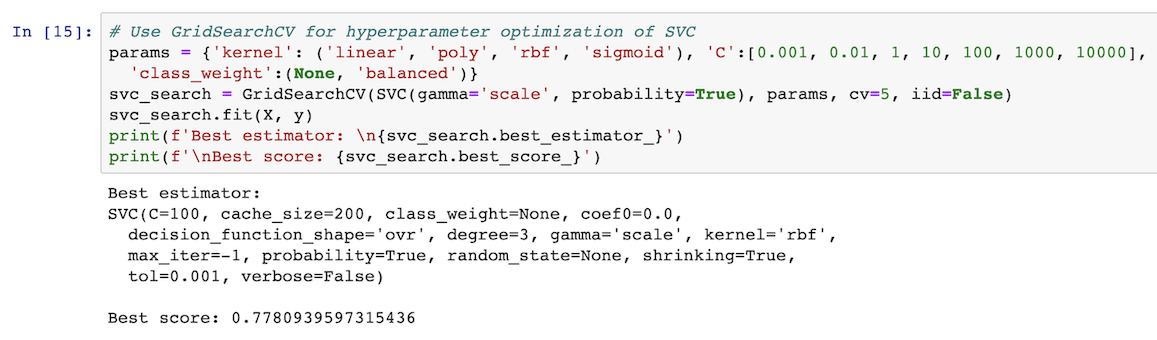 In [15]: # Use GridSearchCV for hyperparameter optimization of SVC
params = {'kernel': ('linear', 'poly', 'rbf', 'sigmoid'), 'C':[0.001, 0.01, 1, 10, 100, 1000, 10000],
'class_weight':(None, 'balanced')}
svc_search = GridSearchCV(SVC(gamma='scale', probability=True), params, cv=5, iid=False)
svc_search.fit(X, y)
print(f'Best estimator: \n{svc_search.best_estimator_}')
print(f'\nBest score: {svc_search.best_score_}')
Best estimator:
SVC(C=100, cache_size=200, class_weight=None, coef0=0.0,
decision_function_shape='ovr', degree=3, gamma='scale', kernel='rbf',
max_iter=-1, probability=True, random_state=None, shrinking=True,
tol=0.001, verbose=False)
Best score: 0.7780939597315436